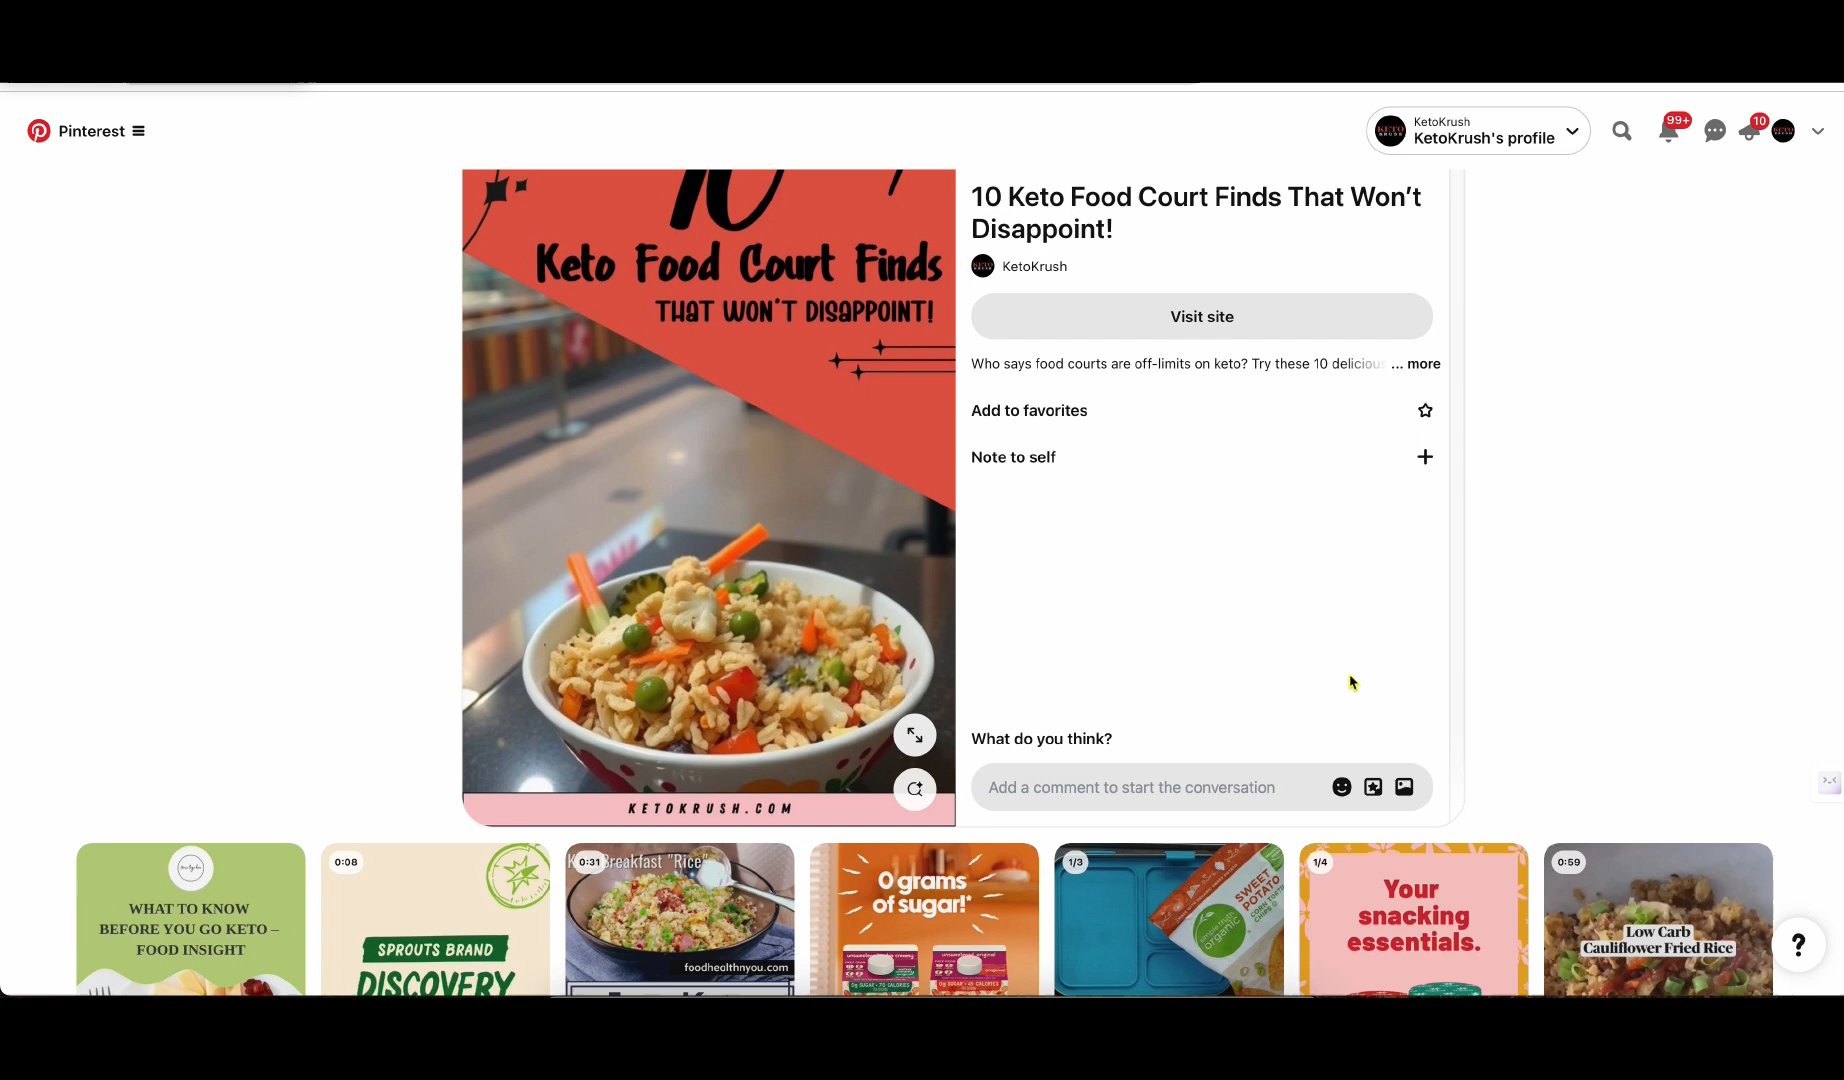 Pinterest
KetoKrush
KetoKrush's profile
99+
10
10
Keto Food Court Finds
THAT WON'T DISAPPOINT!
KETOKRUSH.COM
10 Keto Food Court Finds That Won't
Disappoint!
KetoKrush
Visit site
Who says food courts are off-limits on keto? Try these 10 delicious ... more
Add to favorites
Note to self
What do you think?
Add a comment to start the conversation
WHAT TO KNOW
BEFORE YOU GO KETO –
FOOD INSIGHT
0:08
SPROUTS BRAND
DISCOVERY
0:31
Breakfast "Rice"
foodhealthnyou.com
0 grams
of sugar!*
1/3
SWEET
POTATO
organic
1/4
Your
snacking
essentials.
0:59
Low Carb
Cauliflower Fried Rice
?